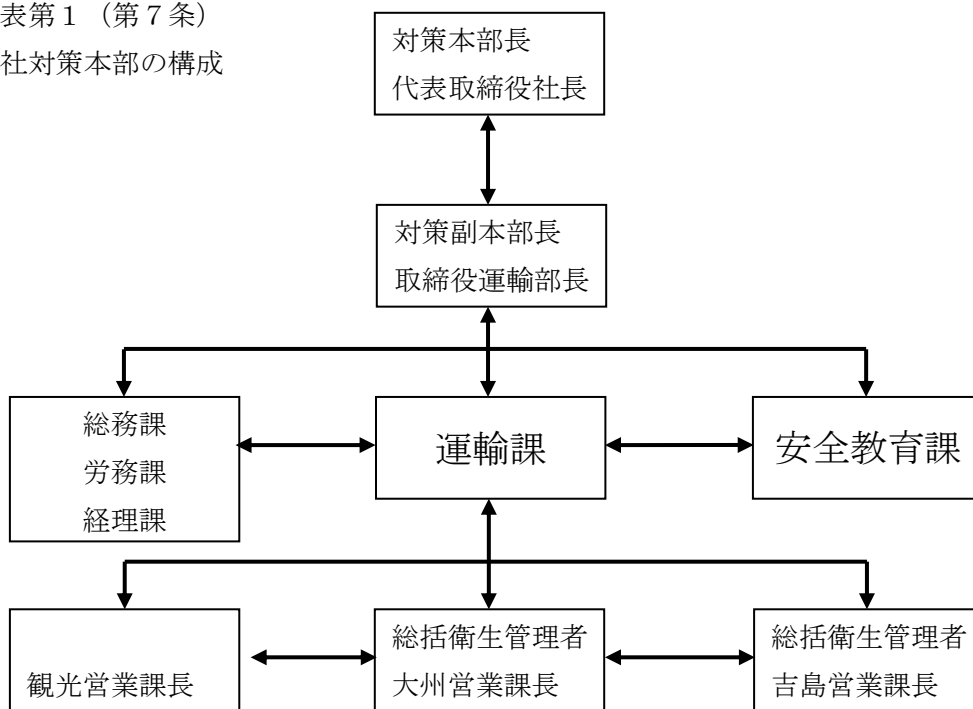 表第１（第７条）
社対策本部の構成
対策本部長
代表取締役社長
対策副本部長
取締役運輸部長
総務課
労務課
経理課
運輸課
安全教育課
観光営業課長
総括衛生管理者
大州営業課長
総括衛生管理者
吉島営業課長